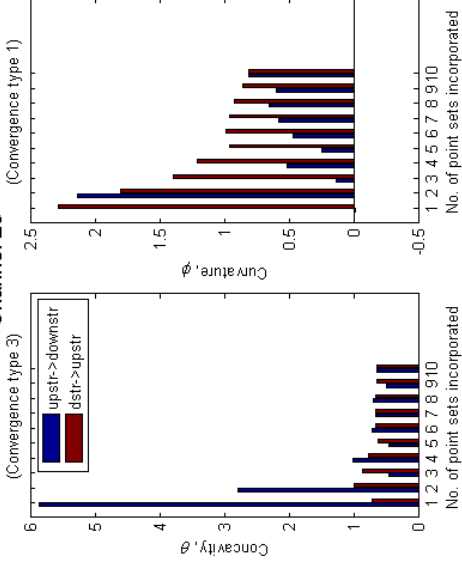 (Convergence type 3)
upstr->downstr
dstr->upstr
6
5
4
3
2
1
0
Concavity, θ
1 2 3 4 5 6 7 8 9 10
No. of point sets incorporated
(Convergence type 1)
2.5
2
1.5
1
0.5
0
-0.5
Curvature, φ
1 2 3 4 5 6 7 8 9 10
No. of point sets incorporated